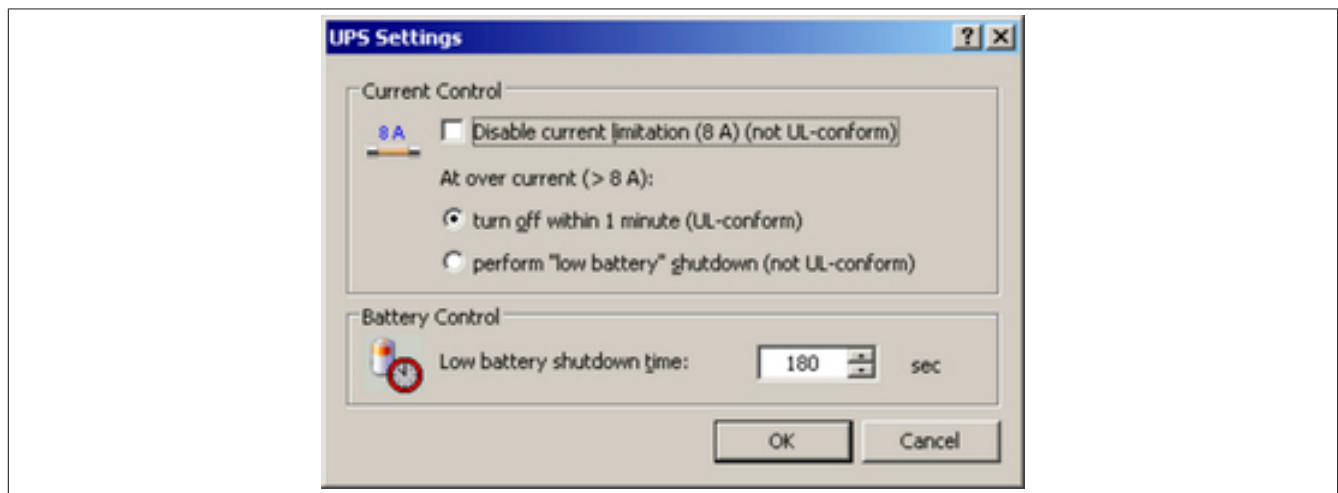 UPS Settings
Current Control
8 A
Disable current limitation (8 A) (not UL-conform)
At over current (> 8 A):
turn off within 1 minute (UL-conform)
perform "low battery" shutdown (not UL-conform)
Battery Control
Low battery shutdown time: 180 sec
OK Cancel